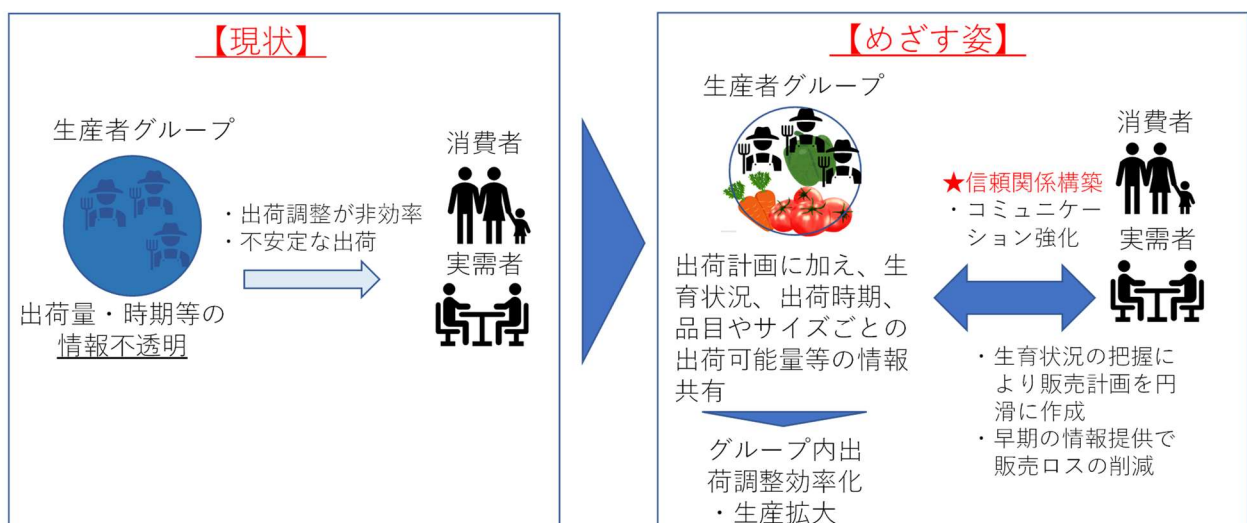 【現状】
生産者グループ
消費者
・出荷調整が非効率
・不安定な出荷
実需者
出荷量・時期等の
情報不透明
【めざす姿】
生産者グループ
消費者
★信頼関係構築
・コミュニケー
ション強化
実需者
出荷計画に加え、生
育状況、出荷時期、
品目やサイズごとの
出荷可能量等の情報
共有
・生育状況の把握に
より販売計画を円
滑に作成
・早期の情報提供で
販売ロスの削減
グループ内出
荷調整効率化
・生産拡大